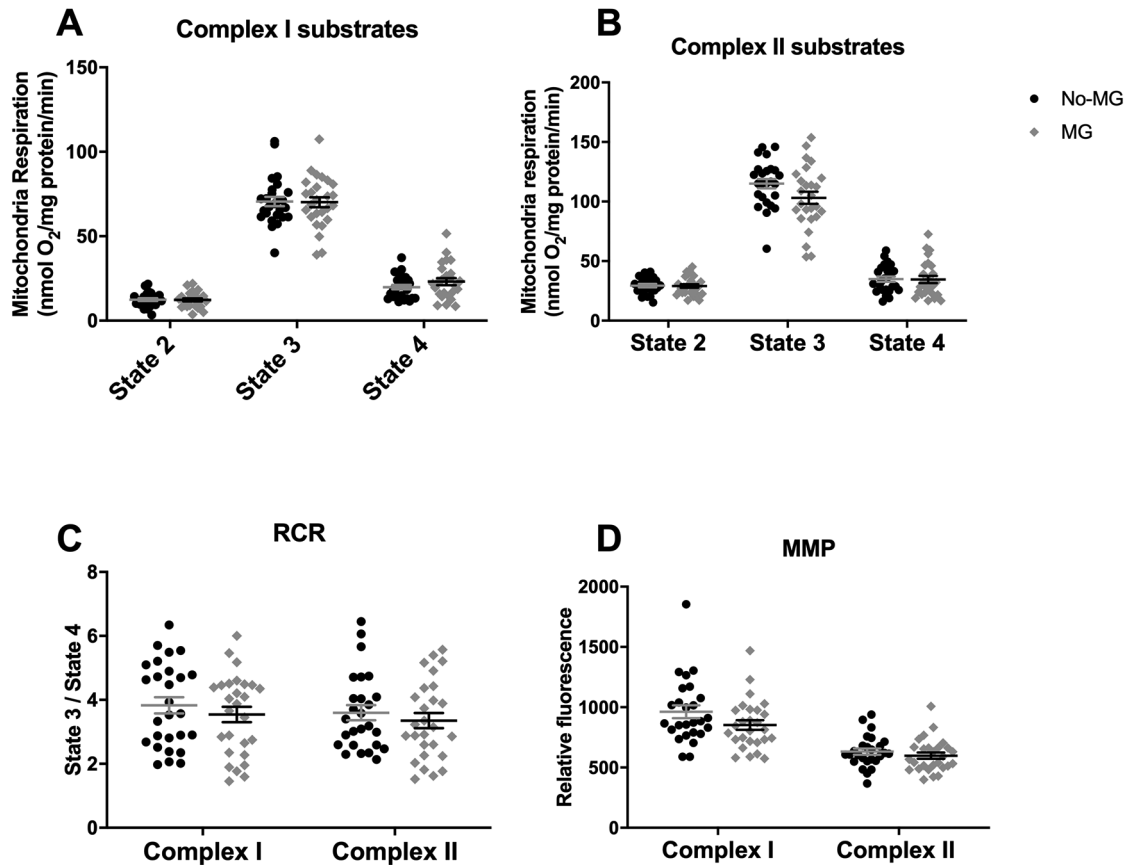 A
Complex I substrates
Mitochondria Respiration
(nmol O2/mg protein/min)
150
100
50
0
State 2
State 3
State 4
B
Complex II substrates
Mitochondria respiration
(nmol O2/mg protein/min)
200
150
100
50
0
State 2
State 3
State 4
No-MG
MG
C
RCR
State 3 / State 4
8
6
4
2
0
Complex I
Complex II
D
MMP
Relative fluorescence
2000
1500
1000
500
0
Complex I
Complex II